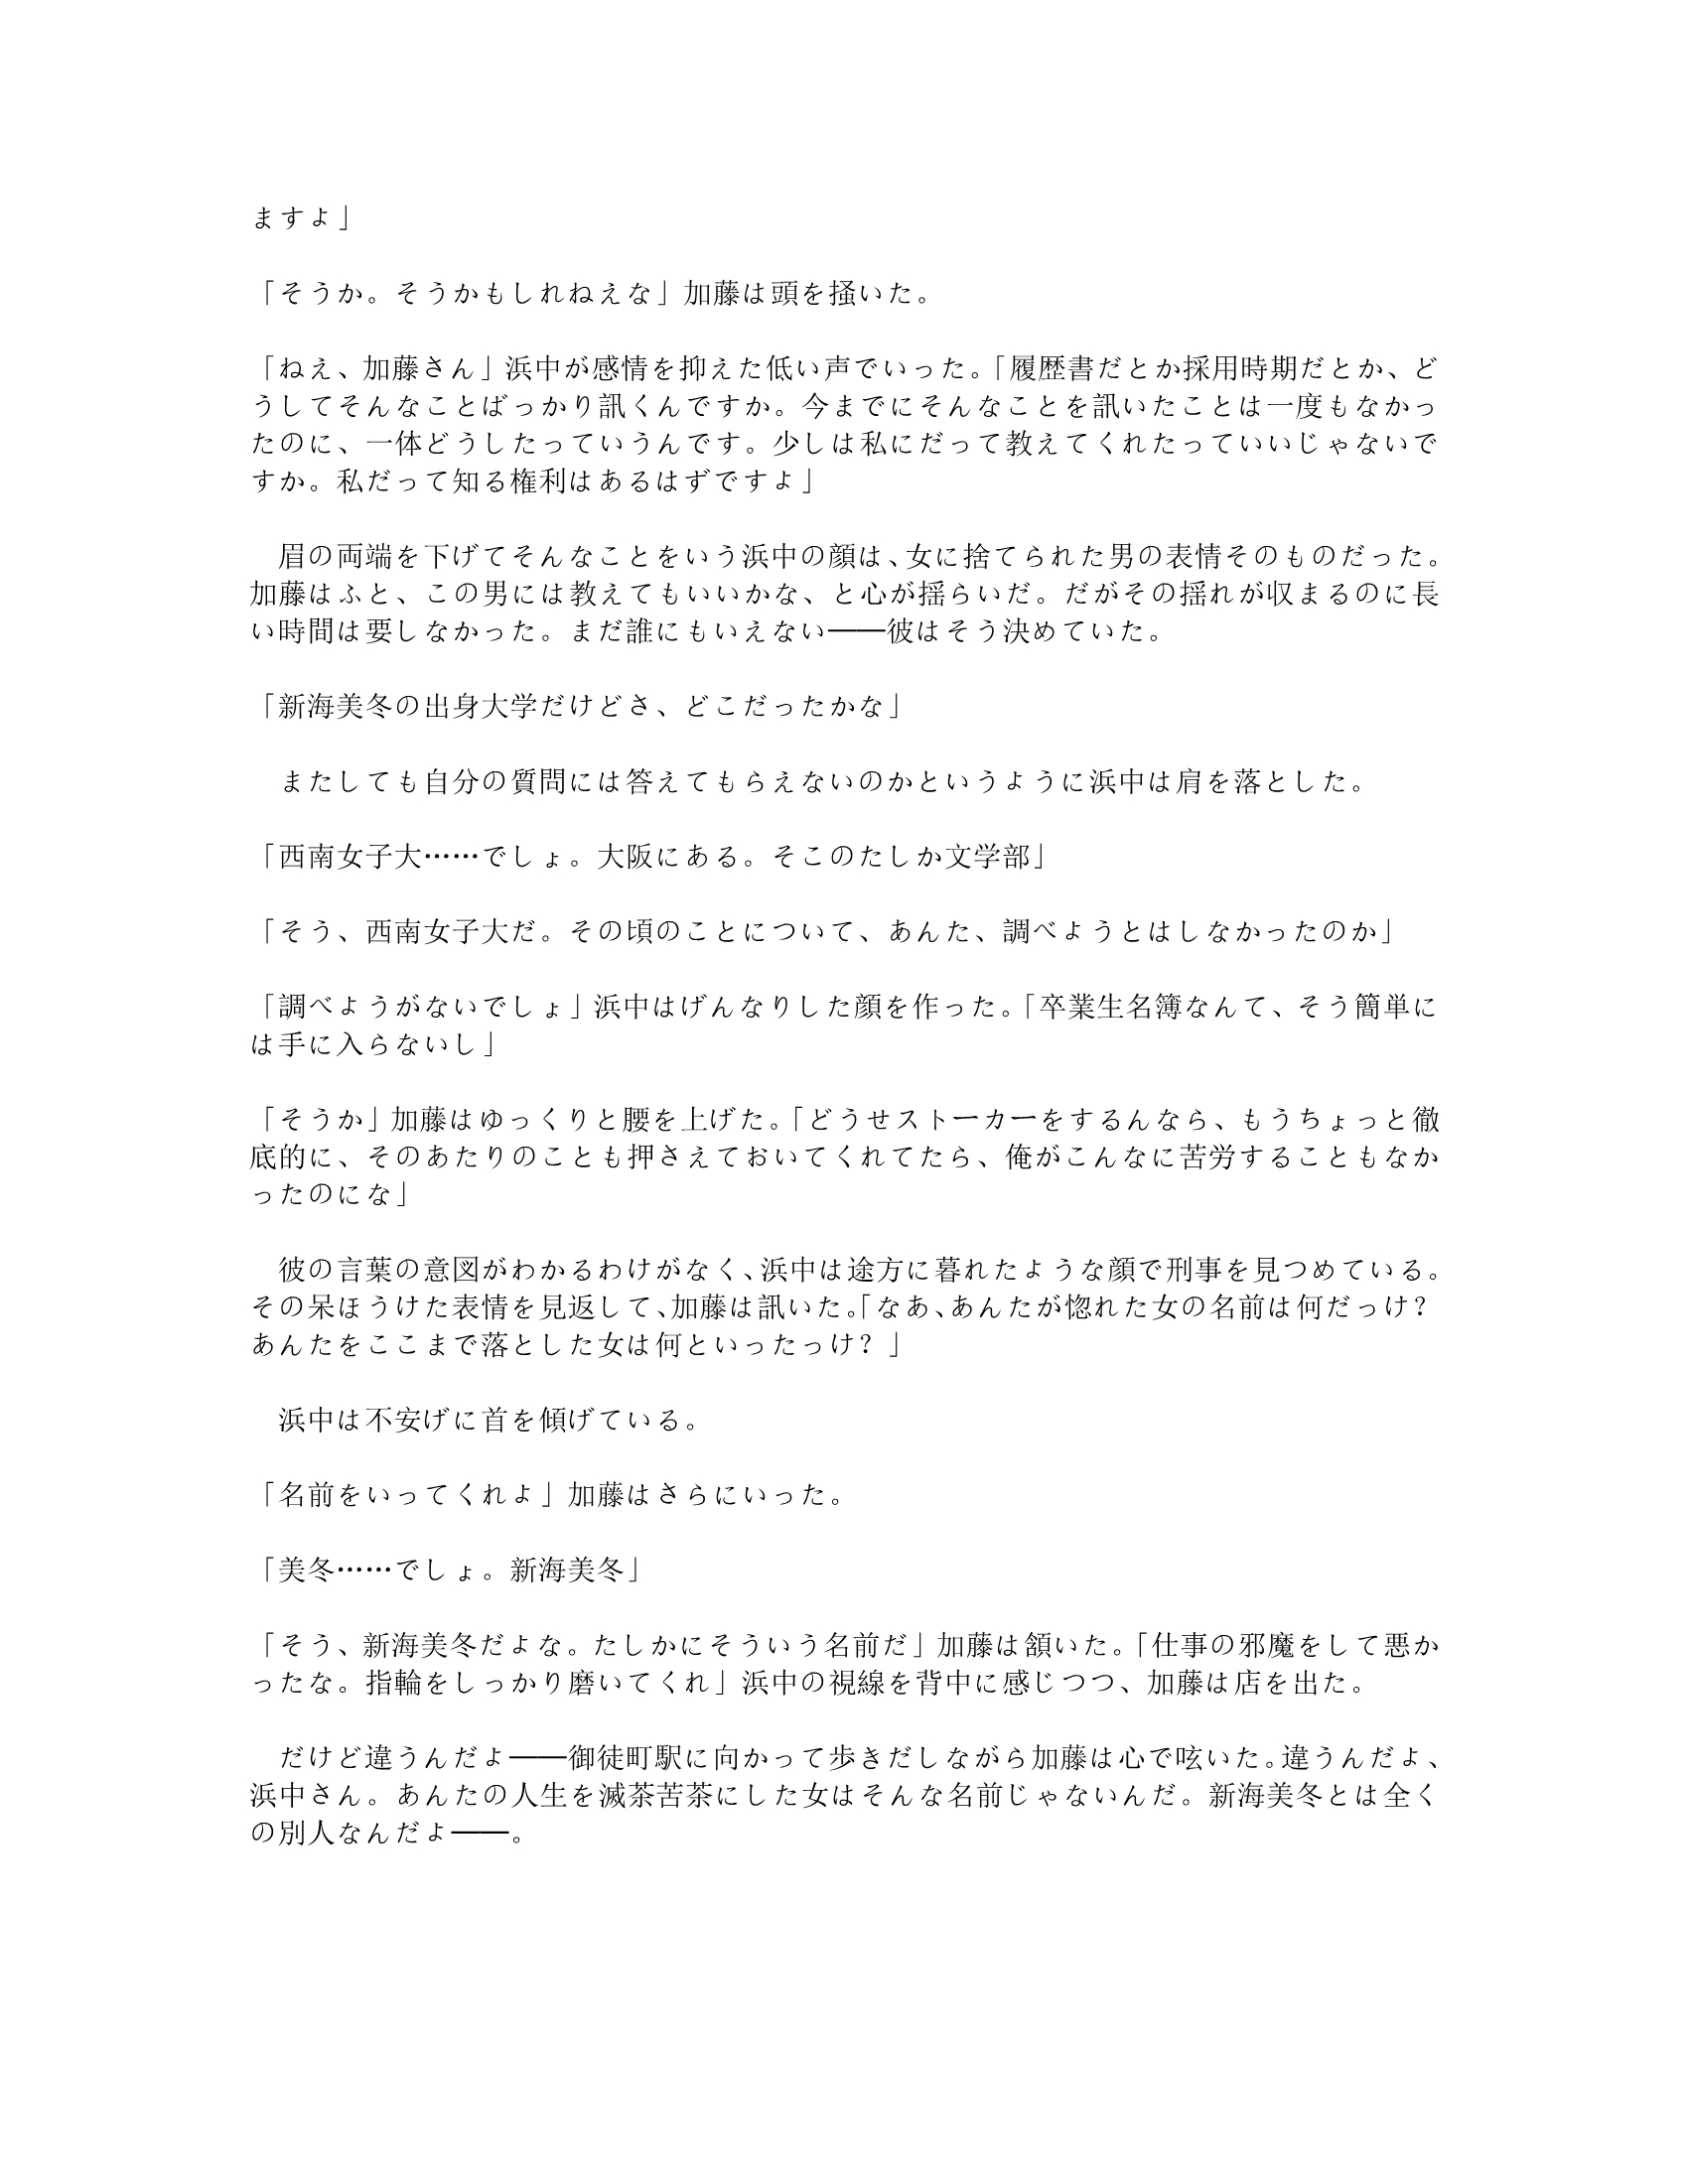 ますよ」
「そうか。そうかもしれねえな」加藤は頭を掻いた。
「ねえ、加藤さん」浜中が感情を抑えた低い声でいった。「履歴書だとか採用時期だとか、ど
うしてそんなことばっかり訊くんですか。今までにそんなことを訊いたことは一度もなかっ
たのに、一体どうしたっていうんです。少しは私にだって教えてくれたっていいじゃないで
すか。私だって知る権利はあるはずですよ」
　眉の両端を下げてそんなことをいう浜中の顔は、女に捨てられた男の表情そのものだった。
加藤はふと、この男には教えてもいいかな、と心が揺らいだ。だがその揺れが収まるのに長
い時間は要しなかった。まだ誰にもいえない――彼はそう決めていた。
「新海美冬の出身大学だけどさ、どこだったかな」
　またしても自分の質問には答えてもらえないのかというように浜中は肩を落とした。
「西南女子大……でしょ。大阪にある。そこのたしか文学部」
「そう、西南女子大だ。その頃のことについて、あんた、調べようとはしなかったのか」
「調べようがないでしょ」浜中はげんなりした顔を作った。「卒業生名簿なんて、そう簡単に
は手に入らないし」
「そうか」加藤はゆっくりと腰を上げた。「どうせストーカーをするんなら、もうちょっと徹
底的に、そのあたりのことも押さえておいてくれてたら、俺がこんなに苦労することもなか
ったのにな」
　彼の言葉の意図がわかるわけがなく、浜中は途方に暮れたような顔で刑事を見つめている。
その呆ほうけた表情を見返して、加藤は訊いた。「なあ、あんたが惚れた女の名前は何だっけ？
あんたをここまで落とした女は何といったっけ？」
　浜中は不安げに首を傾げている。
「名前をいってくれよ」加藤はさらにいった。
「美冬……でしょ。新海美冬」
「そう、新海美冬だよな。たしかにそういう名前だ」加藤は頷いた。「仕事の邪魔をして悪か
ったな。指輪をしっかり磨いてくれ」浜中の視線を背中に感じつつ、加藤は店を出た。
　だけど違うんだよ――御徒町駅に向かって歩きだしながら加藤は心で呟いた。違うんだよ、
浜中さん。あんたの人生を滅茶苦茶にした女はそんな名前じゃないんだ。新海美冬とは全く
の別人なんだよ――。